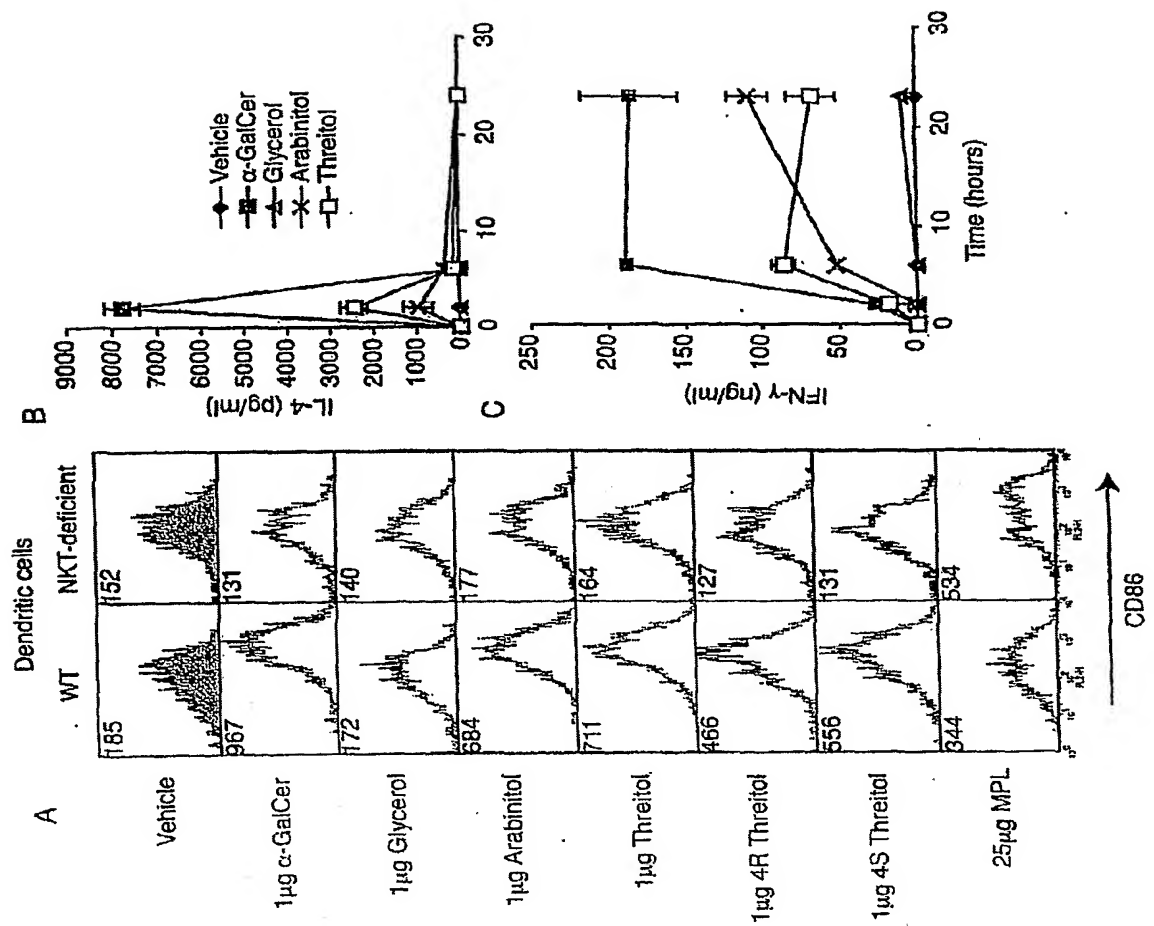 A
Dendritic cells
WT NKT-deficient
Vehicle 185 152
1μg α-GalCer 967 131
1μg Glycerol 172 140
1μg Arabinitol 684 177
1μg Threitol 711 164
1μg 4R Threitol 466 127
1μg 4S Threitol 556 131
25μg MPL 344 534
FL3-H FL3-H
CD86
B
IL-4 (pg/ml)
9000
8000
7000
6000
5000
4000
3000
2000
1000
0
0 10 20 30
Vehicle
α-GalCer
Glycerol
Arabinitol
Threitol
C
IFN-γ (ng/ml)
250
200
150
100
50
0
0 10 20 30
Time (hours)